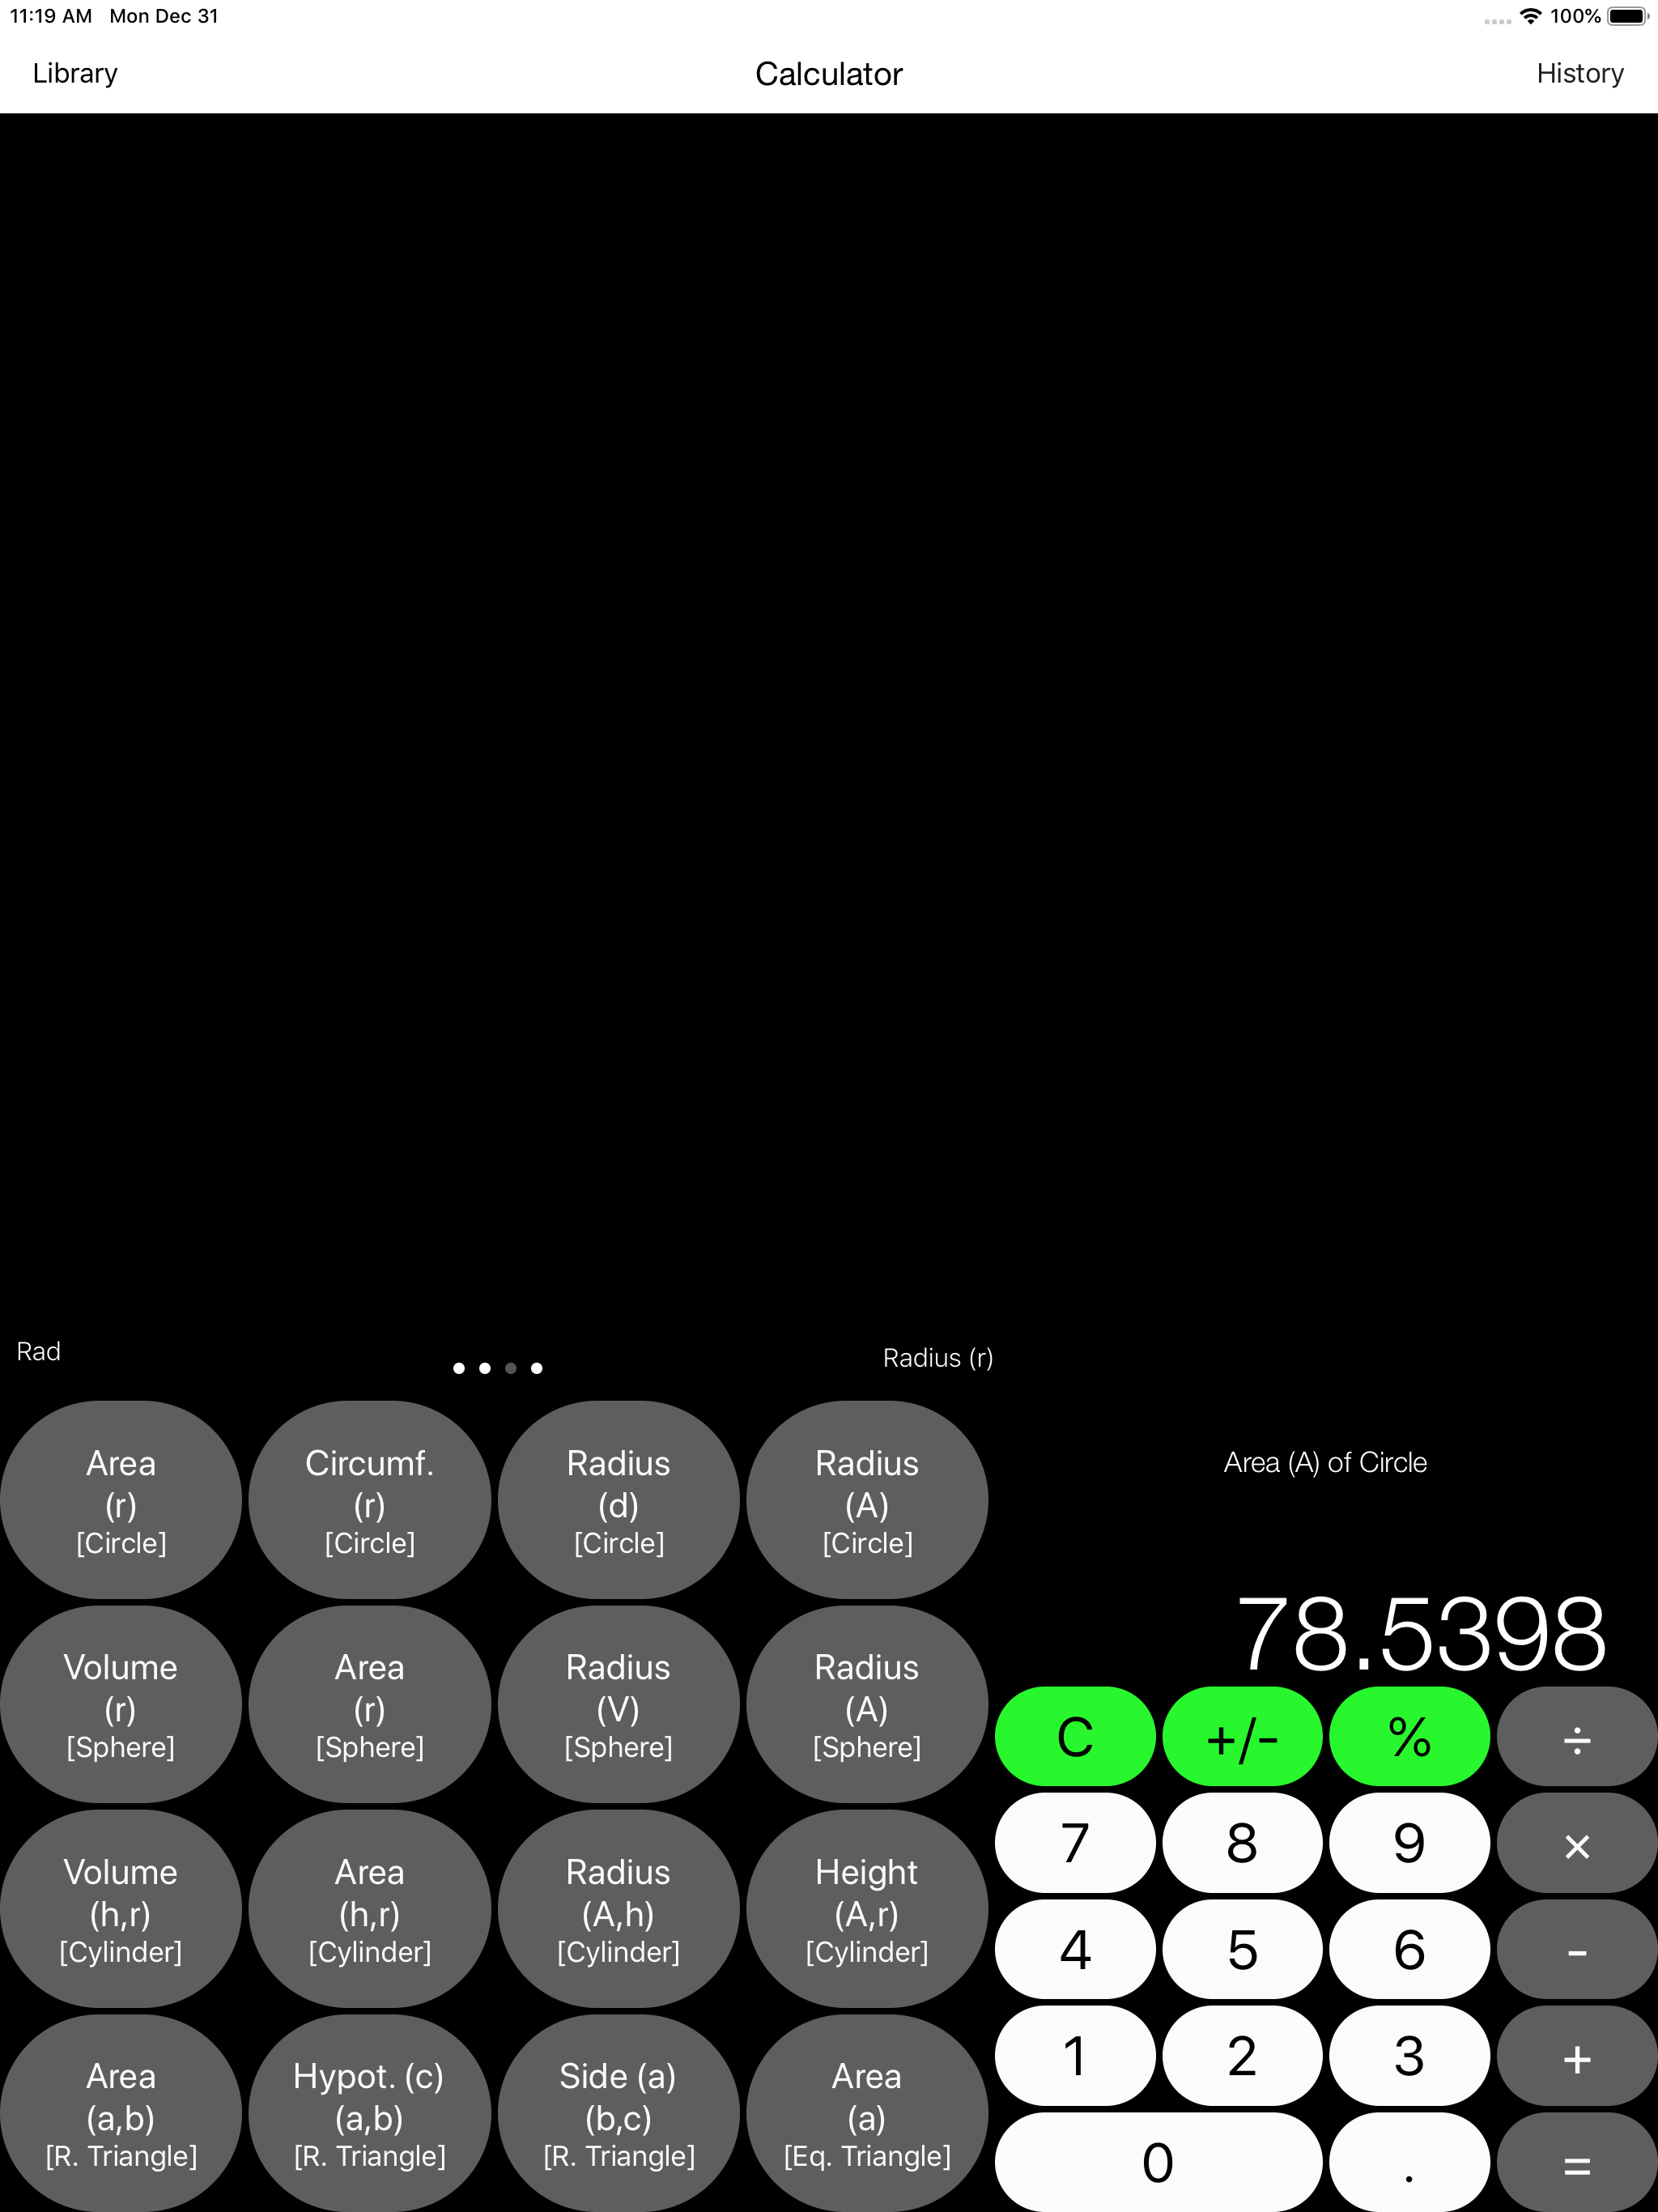 11:19 AM Mon Dec 31
100%
Library
Calculator
History
Rad
Radius (r)
Area
(r)
[Circle]
Circumf.
(r)
[Circle]
Radius
(d)
[Circle]
Radius
(A)
[Circle]
Area (A) of Circle
78.5398
Volume
(r)
[Sphere]
Area
(r)
[Sphere]
Radius
(V)
[Sphere]
Radius
(A)
[Sphere]
Volume
(h,r)
[Cylinder]
Area
(h,r)
[Cylinder]
Radius
(A,h)
[Cylinder]
Height
(A,r)
[Cylinder]
Area
(a,b)
[R. Triangle]
Hypot. (c)
(a,b)
[R. Triangle]
Side (a)
(b,c)
[R. Triangle]
Area
(a)
[Eq. Triangle]
C +/- % ÷
7 8 9 ×
4 5 6 -
1 2 3 +
0 . =